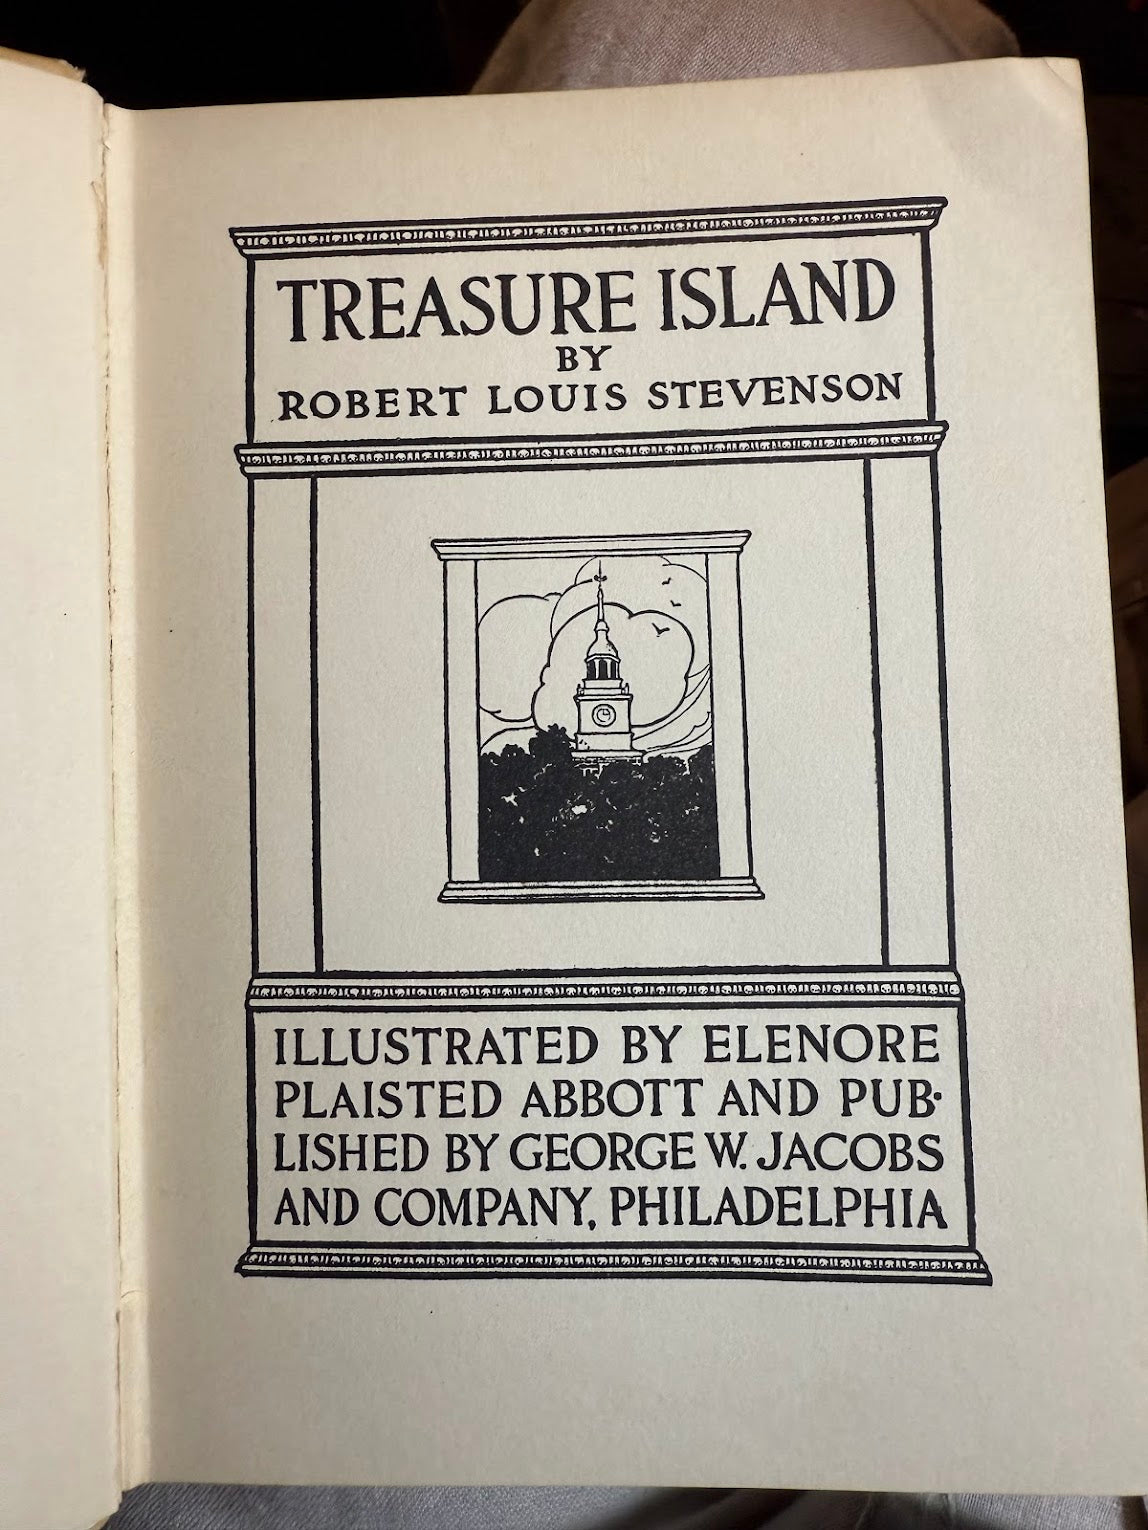 TREASURE ISLAND
BY
ROBERT LOUIS STEVENSON
ILLUSTRATED BY ELENORE
PLAISTED ABBOTT AND PUB-
LISHED BY GEORGE W. JACOBS
AND COMPANY, PHILADELPHIA